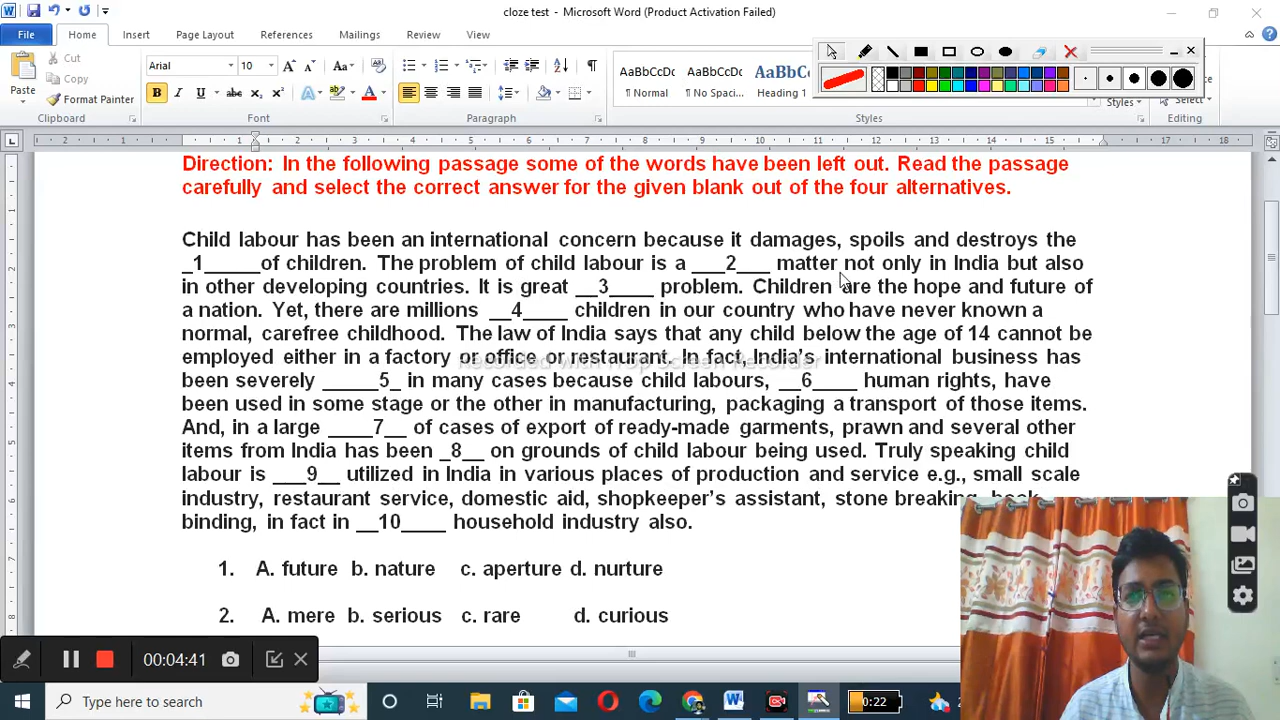 cloze test - Microsoft Word (Product Activation Failed)
File Home Insert Page Layout References Mailings Review View
Cut
Copy
Paste
Format Painter
Clipboard
Arial 10
Font
Paragraph
AaBbCcDc AaBbCcDc AaBbC
¶ Normal ¶ No Spaci... Heading 1
Styles
Editing
Direction: In the following passage some of the words have been left out. Read the passage
carefully and select the correct answer for the given blank out of the four alternatives.
Child labour has been an international concern because it damages, spoils and destroys the
_1_____of children. The problem of child labour is a ___2___ matter not only in India but also
in other developing countries. It is great __3____ problem. Children are the hope and future of
a nation. Yet, there are millions __4____ children in our country who have never known a
normal, carefree childhood. The law of India says that any child below the age of 14 cannot be
employed either in a factory or office or restaurant. In fact, India's international business has
been severely _____5_ in many cases because child labours, __6____ human rights, have
been used in some stage or the other in manufacturing, packaging a transport of those items.
And, in a large ____7__ of cases of export of ready-made garments, prawn and several other
items from India has been _8__ on grounds of child labour being used. Truly speaking child
labour is ___9__ utilized in India in various places of production and service e.g., small scale
industry, restaurant service, domestic aid, shopkeeper's assistant, stone breaking, book
binding, in fact in __10____ household industry also.
1. A. future b. nature c. aperture d. nurture
2. A. mere b. serious c. rare d. curious
00:04:41
Type here to search
0:22